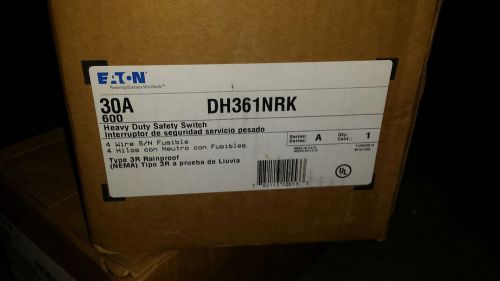 EATON
Powering Business Worldwide
30A DH361NRK
600
Heavy Duty Safety Switch
Interruptor de seguridad servicio pesado
4 Wire S/N Fusible
4 Hilos con Neutro con Fusibles
Type 3R Rainproof
(NEMA) Tipo 3R a prueba de Lluvia
Series: A Qty: 1
Series: Cant.:
UL